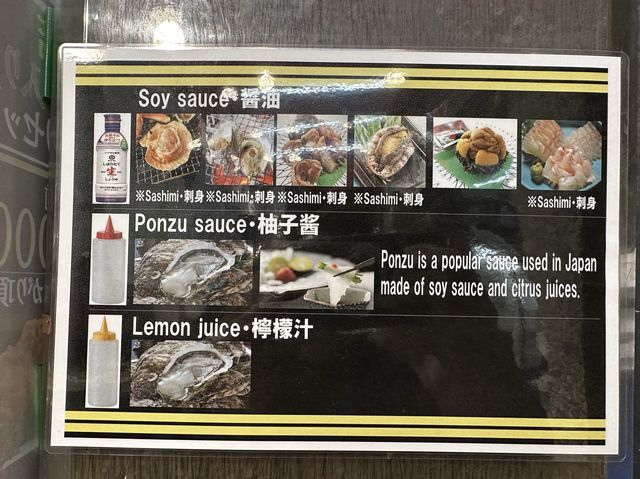 Soy sauce・醤油
※Sashimi・刺身 ※Sashimi・刺身 ※Sashimi・刺身 ※Sashimi・刺身 ※Sashimi・刺身
Ponzu sauce・柚子醤
Ponzu is a popular sauce used in Japan
made of soy sauce and citrus juices.
Lemon juice・檸檬汁